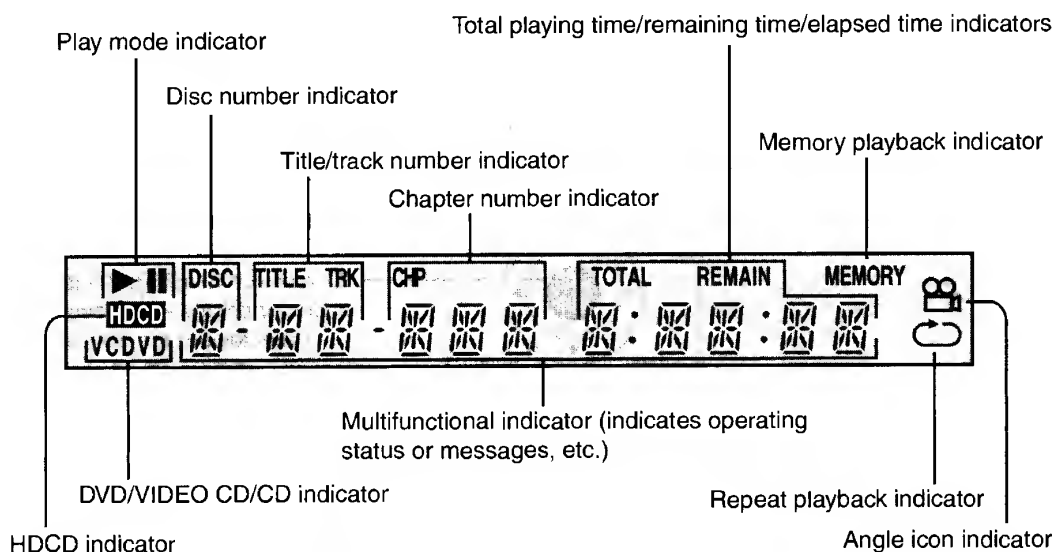 Total playing time/remaining time/elapsed time indicators
Play mode indicator
Disc number indicator
Memory playback indicator
Title/track number indicator
Chapter number indicator
DISC TITLE TRK CHP TOTAL REMAIN MEMORY
HDCD
VCDVD
Multifunctional indicator (indicates operating
status or messages, etc.)
DVD/VIDEO CD/CD indicator
Repeat playback indicator
HDCD indicator
Angle icon indicator